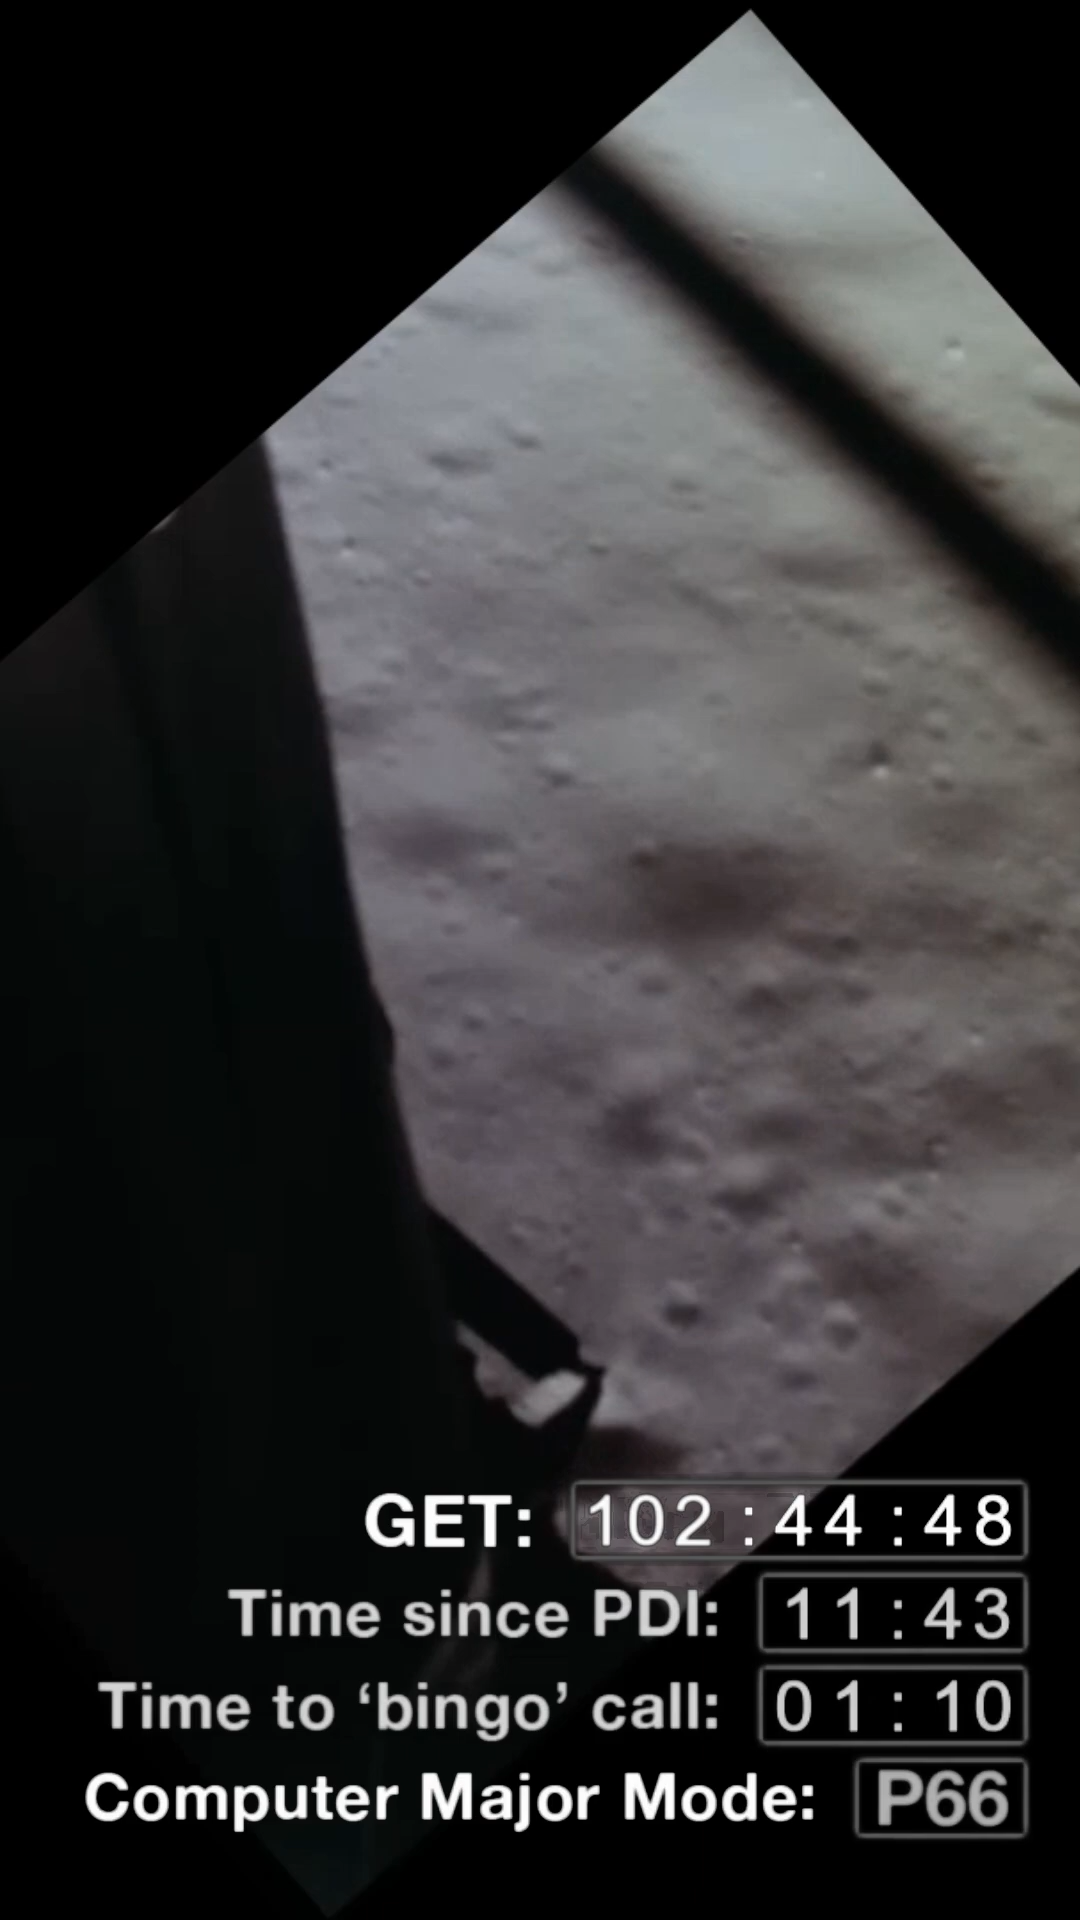 GET: 102:44:48
Time since PDI: 11:43
Time to ‘bingo’ call: 01:10
Computer Major Mode: P66